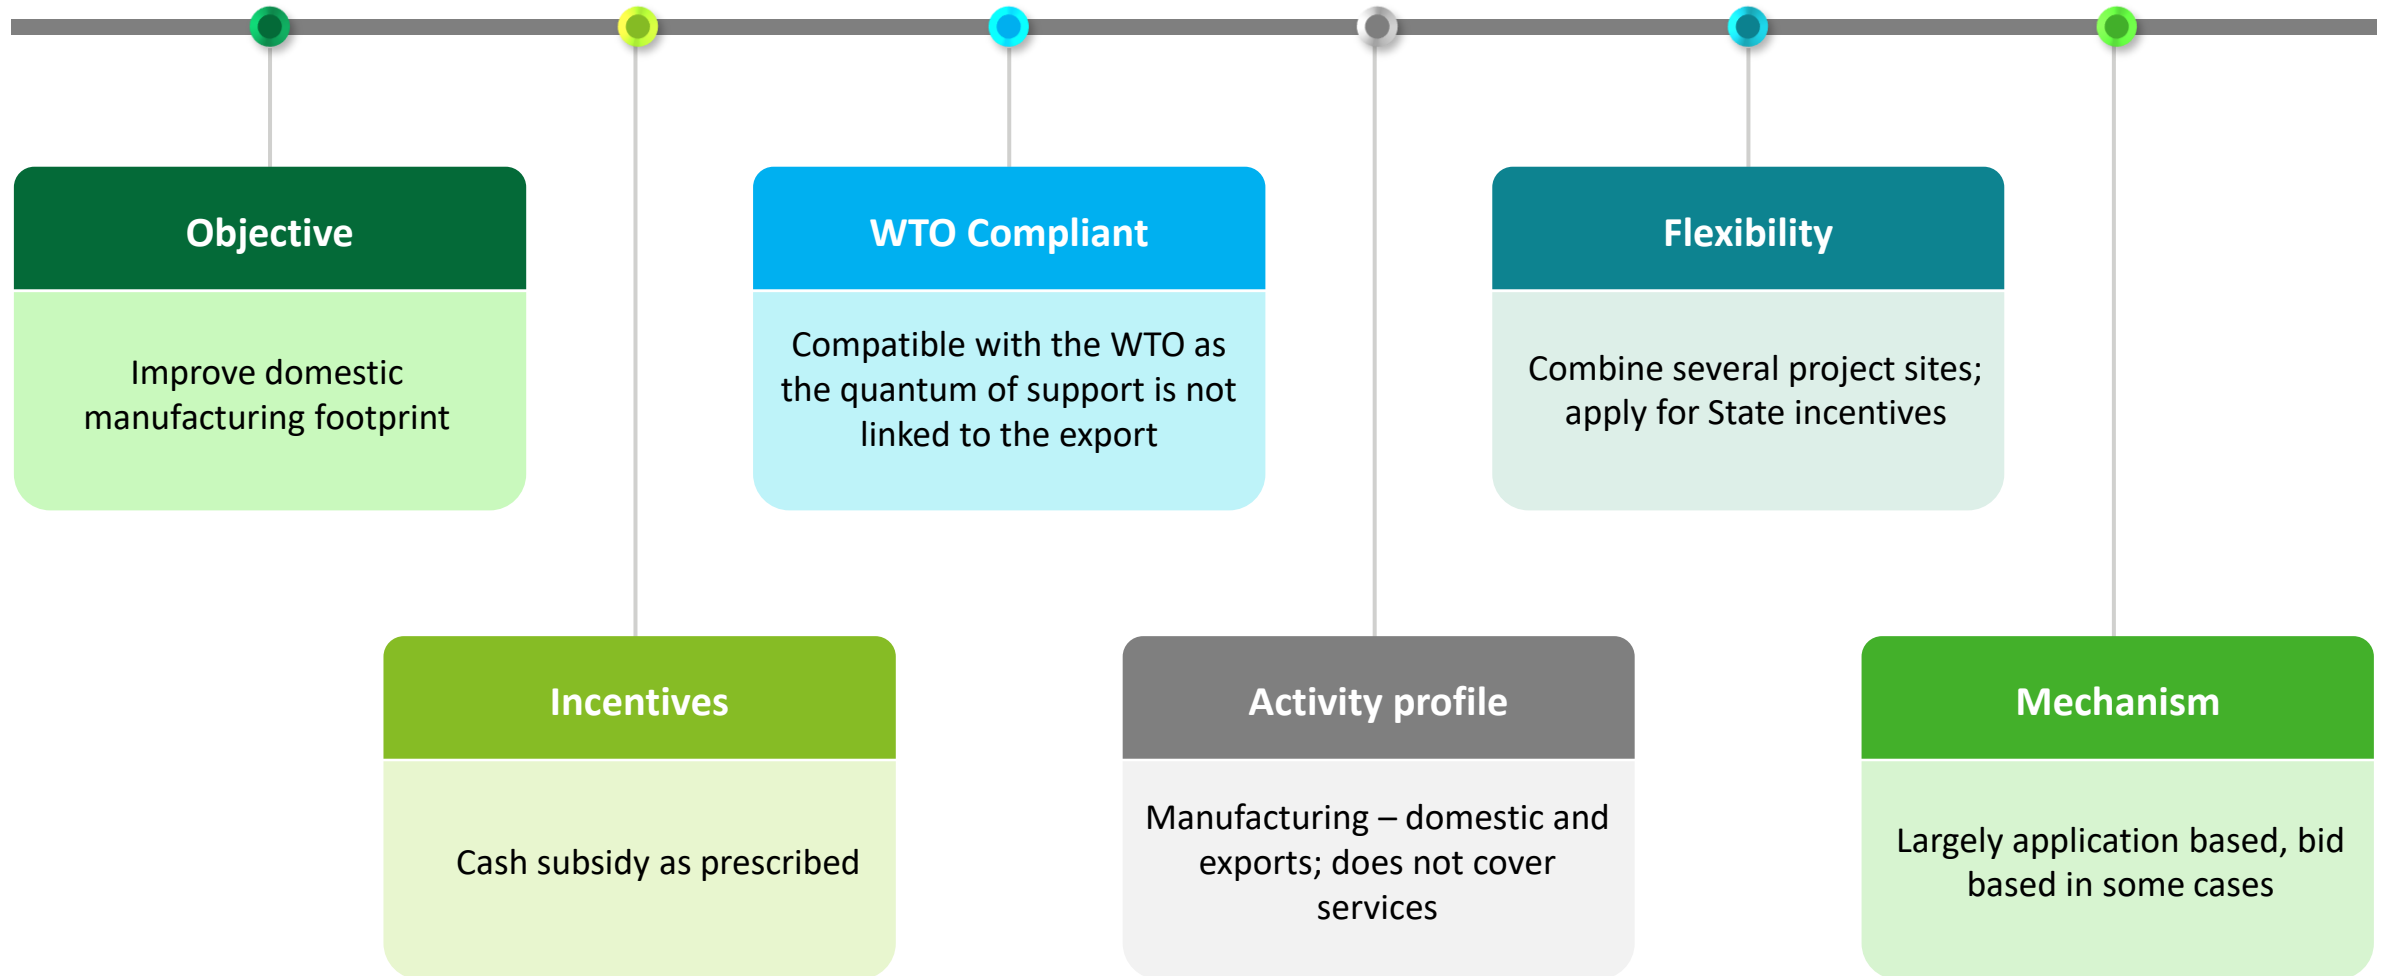 Objective
Improve domestic
manufacturing footprint
Incentives
Cash subsidy as prescribed
WTO Compliant
Compatible with the WTO as
the quantum of support is not
linked to the export
Activity profile
Manufacturing – domestic and
exports; does not cover
services
Flexibility
Combine several project sites;
apply for State incentives
Mechanism
Largely application based, bid
based in some cases